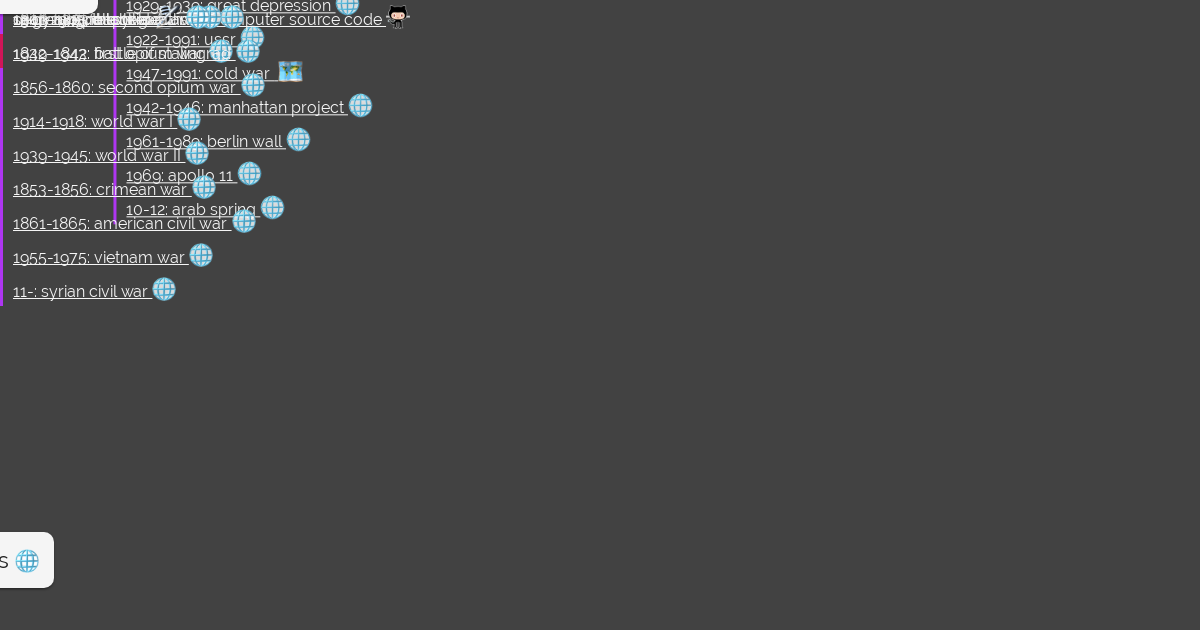 1929-1939: great depression
computer source code
1922-1991: ussr
1839-1842: first opium war
1947-1991: cold war
1856-1860: second opium war
1942-1946: manhattan project
1914-1918: world war I
1961-1989: berlin wall
1939-1945: world war II
1969: apollo 11
1853-1856: crimean war
10-12: arab spring
1861-1865: american civil war
1955-1975: vietnam war
11-: syrian civil war
s